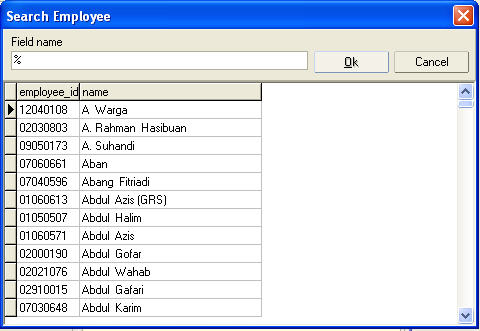 Search Employee
Field name
%
Ok
Cancel
employee_id name
12040108 A Warga
02030803 A. Rahman Hasibuan
09050173 A. Suhandi
07060661 Aban
07040596 Abang Fitriadi
01060613 Abdul Azis (GRS)
01050507 Abdul Halim
01060571 Abdul Azis
02000190 Abdul Gofar
02021076 Abdul Wahab
02910015 Abdul Gafari
07030648 Abdul Karim